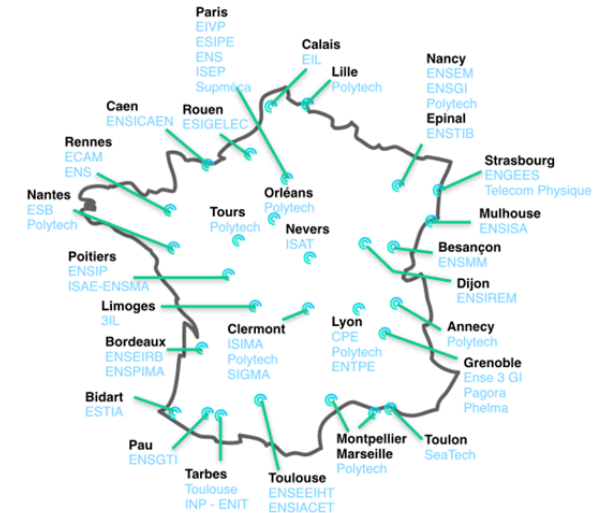 Paris
EIVP
ESIPE
ENS
ISEP
Supméca
Calais
EIL
Lille
Polytech
Nancy
ENSEM
ENSGI
Polytech
Epinal
ENSTIB
Caen
ENSICAEN
Rouen
ESIGELEC
Rennes
ECAM
ENS
Strasbourg
ENGEES
Telecom Physique
Nantes
ESB
Polytech
Orléans
Polytech
Tours
Polytech
Nevers
ISAT
Mulhouse
ENSISA
Besançon
ENSMM
Poitiers
ENSIP
ISAE-ENSMA
Dijon
ENSIREM
Limoges
3IL
Clermont
ISIMA
Polytech
SIGMA
Lyon
CPE
Polytech
ENTPE
Annecy
Polytech
Bordeaux
ENSEIRB
ENSPIMA
Grenoble
Ense 3 GI
Pagora
Phelma
Bidart
ESTIA
Pau
ENSGTI
Tarbes
Toulouse
INP - ENIT
Toulouse
ENSEEIHT
ENSIACET
Montpellier
Marseille
Polytech
Toulon
SeaTech